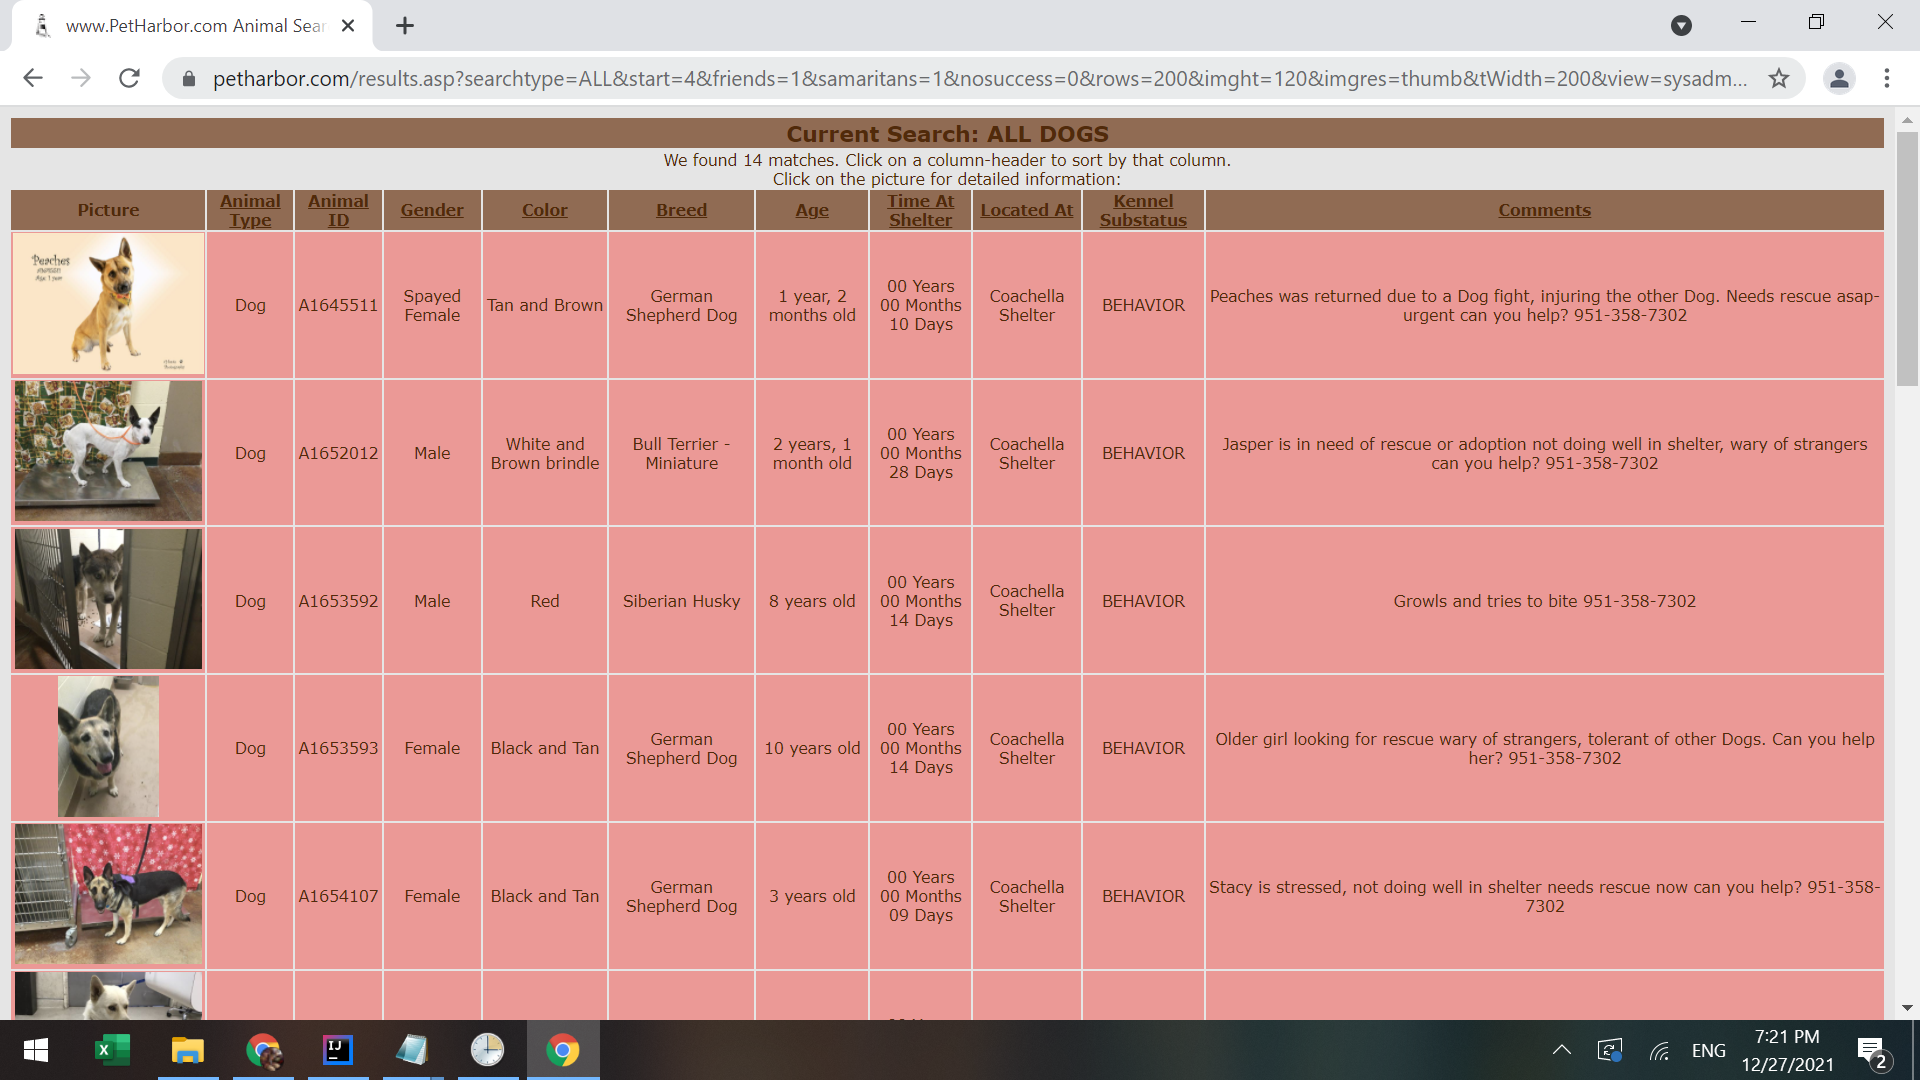 www.PetHarbor.com Animal Sear
petharbor.com/results.asp?searchtype=ALL&start=4&friends=1&samaritans=1&nosuccess=0&rows=200&imght=120&imgres=thumb&tWidth=200&view=sysadm...
Current Search: ALL DOGS
We found 14 matches. Click on a column-header to sort by that column.
Click on the picture for detailed information:
Picture
Animal
Type
Animal
ID
Gender
Color
Breed
Age
Time At
Shelter
Located At
Kennel
Substatus
Comments
Peaches
Age: 1 year
Dog
A1645511
Spayed
Female
Tan and Brown
German
Shepherd Dog
1 year, 2
months old
00 Years
00 Months
10 Days
Coachella
Shelter
BEHAVIOR
Peaches was returned due to a Dog fight, injuring the other Dog. Needs rescue asap-
urgent can you help? 951-358-7302
Dog
A1652012
Male
White and
Brown brindle
Bull Terrier -
Miniature
2 years, 1
month old
00 Years
00 Months
28 Days
Coachella
Shelter
BEHAVIOR
Jasper is in need of rescue or adoption not doing well in shelter, wary of strangers
can you help? 951-358-7302
Dog
A1653592
Male
Red
Siberian Husky
8 years old
00 Years
00 Months
14 Days
Coachella
Shelter
BEHAVIOR
Growls and tries to bite 951-358-7302
Dog
A1653593
Female
Black and Tan
German
Shepherd Dog
10 years old
00 Years
00 Months
14 Days
Coachella
Shelter
BEHAVIOR
Older girl looking for rescue wary of strangers, tolerant of other Dogs. Can you help
her? 951-358-7302
Dog
A1654107
Female
Black and Tan
German
Shepherd Dog
3 years old
00 Years
00 Months
09 Days
Coachella
Shelter
BEHAVIOR
Stacy is stressed, not doing well in shelter needs rescue now can you help? 951-358-
7302
ENG
7:21 PM
12/27/2021
2